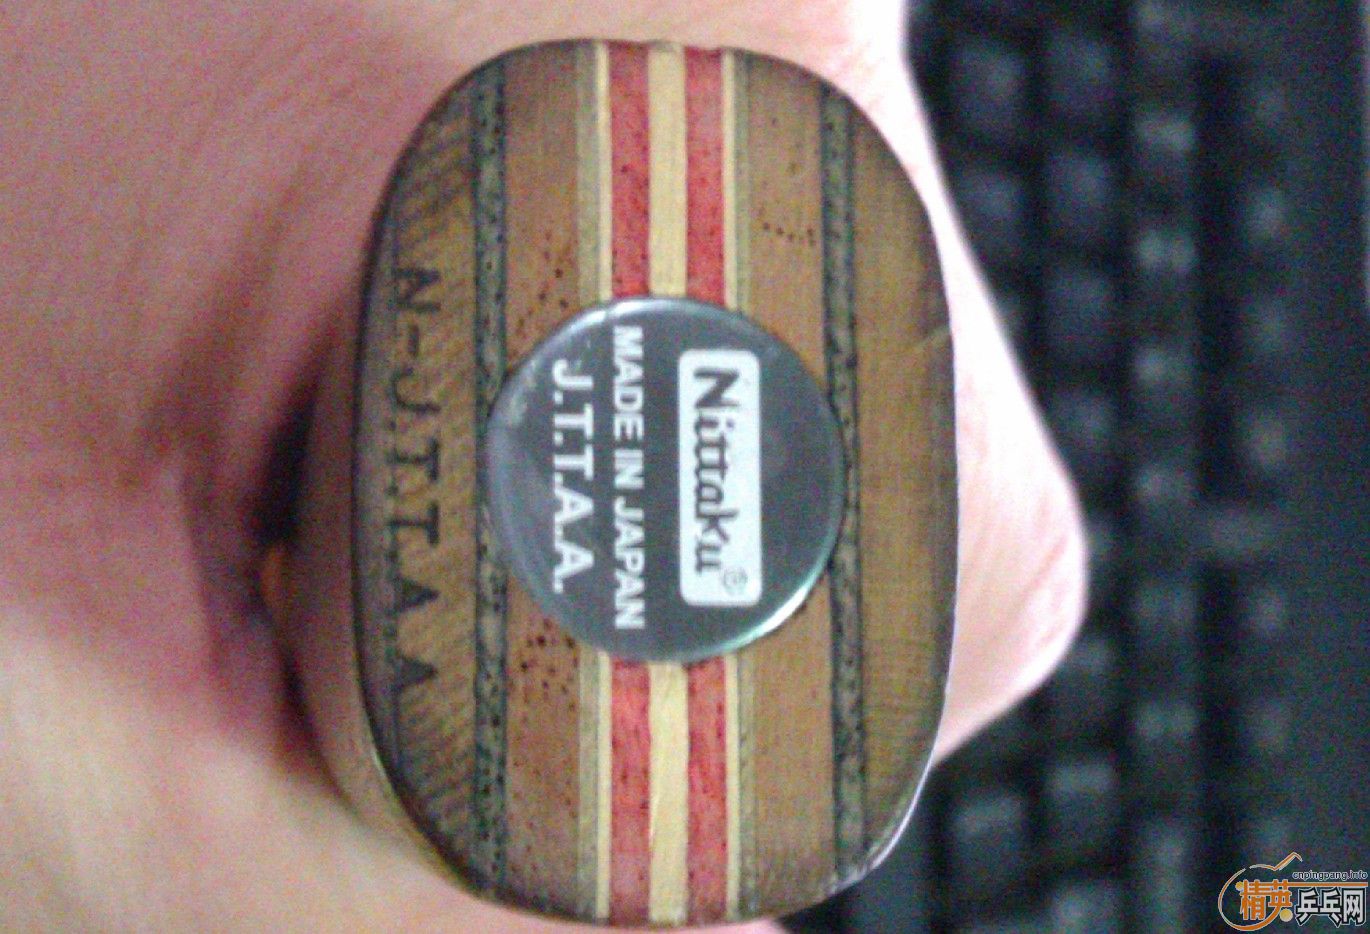 Nittaku®
MADE IN JAPAN
J.T.T.A.A.
N-J.T.T.A.A
cnpingpang.info
精英乒乓网